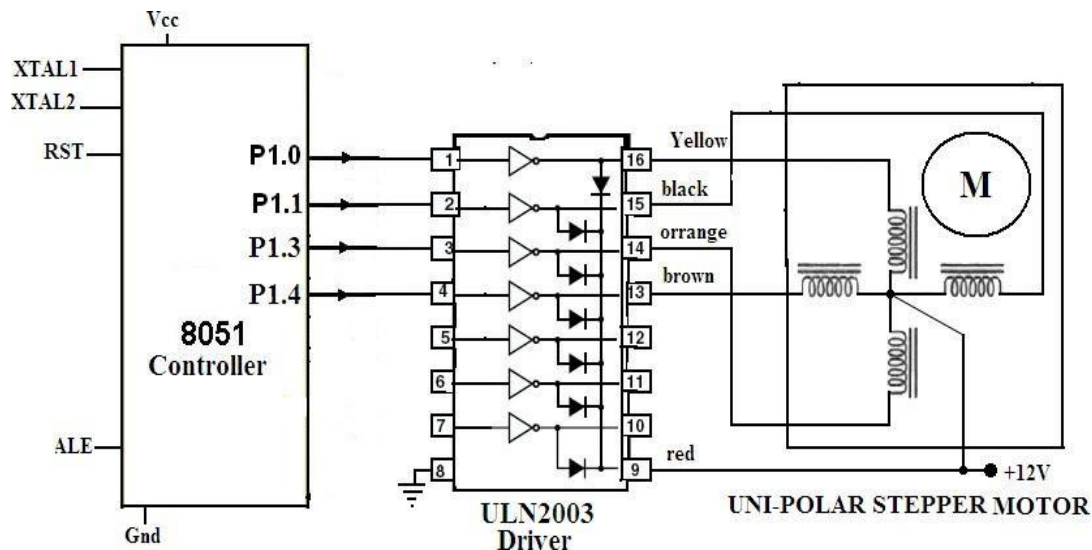 Vcc
XTAL1
XTAL2
RST
P1.0
P1.1
P1.3
P1.4
8051
Controller
ALE
Gnd
1 16
2 15
3 14
4 13
5 12
6 11
7 10
8 9
ULN2003
Driver
Yellow
black
orrange
brown
red
M
+12V
UNI-POLAR STEPPER MOTOR